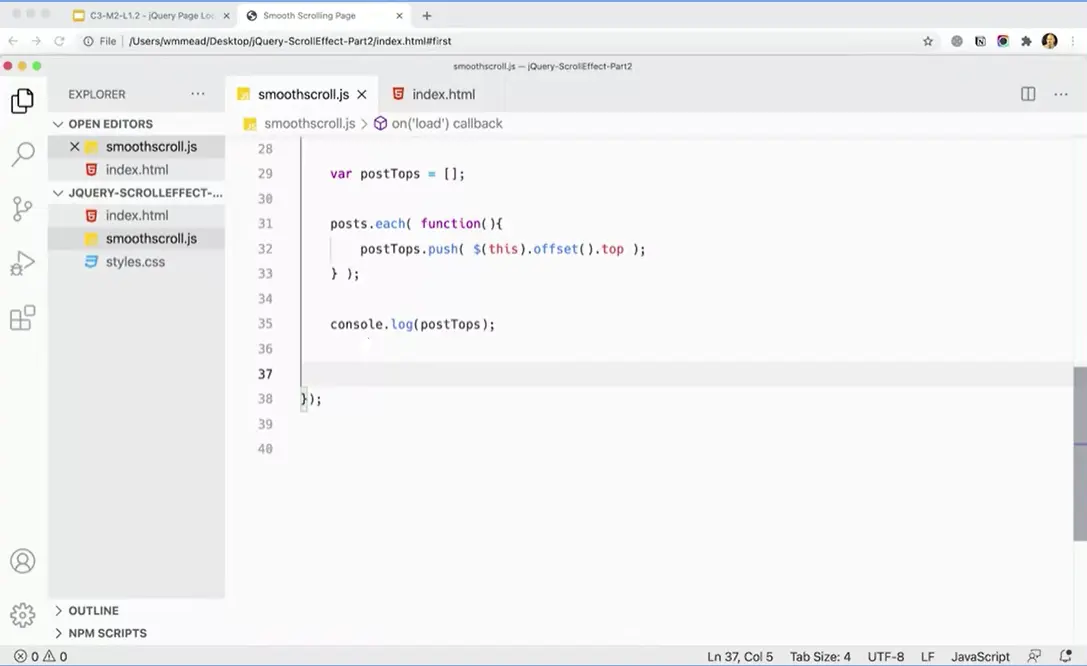 C3-M2-L1.2 - jQuery Page Loc
Smooth Scrolling Page
File
/Users/wmmead/Desktop/jQuery-ScrollEffect-Part2/index.html#first
smoothscroll.js — jQuery-ScrollEffect-Part2
EXPLORER
smoothscroll.js
index.html
OPEN EDITORS
smoothscroll.js
index.html
JQUERY-SCROLLEFFECT-...
index.html
smoothscroll.js
styles.css
OUTLINE
NPM SCRIPTS
smoothscroll.js > on('load') callback
28
29 var postTops = [];
30
31 posts.each( function(){
32 postTops.push( $(this).offset().top );
33 } );
34
35 console.log(postTops);
36
37
38 });
39
40
0 0
Ln 37, Col 5 Tab Size: 4 UTF-8 LF JavaScript